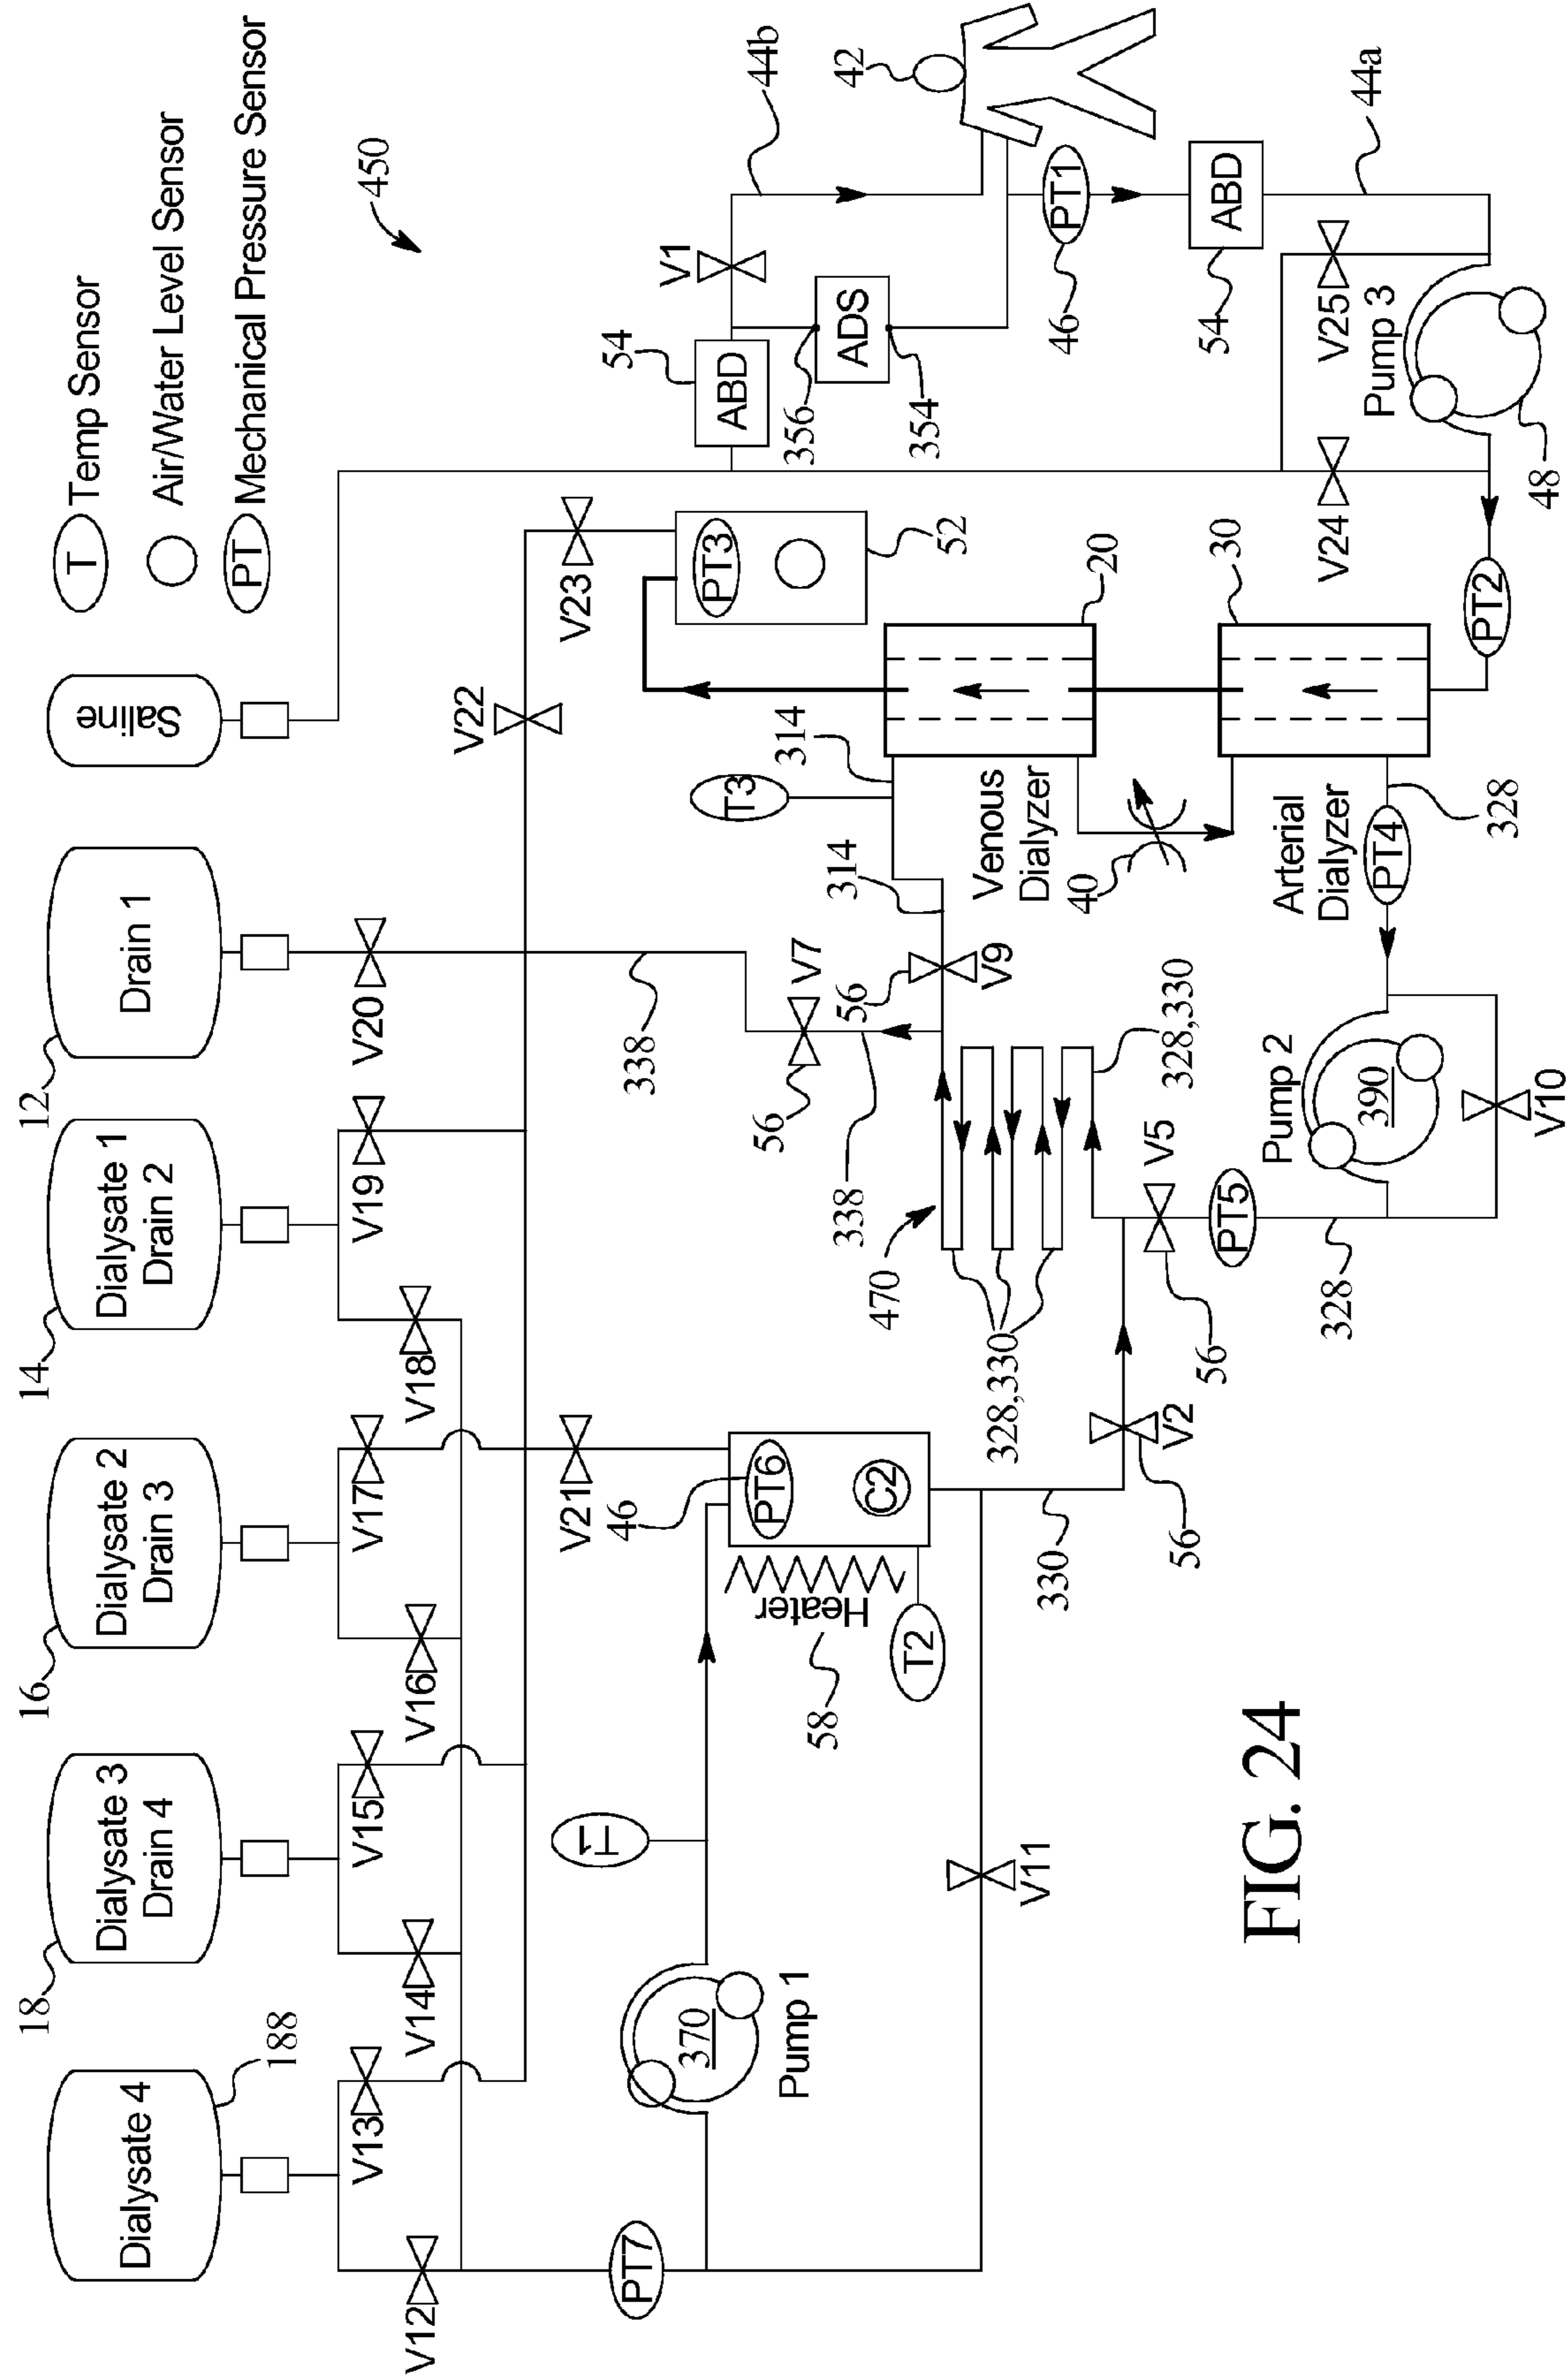 T Temp Sensor
Air/Water Level Sensor
PT Mechanical Pressure Sensor
450
Saline
Drain 1
12
Dialysate 1
Drain 2
14
Dialysate 2
Drain 3
16
Dialysate 3
Drain 4
18
Dialysate 4
188
V12
V13
V14
V15
V16
V17
V18
V19
V20
V21
V22
V23
PT7
370
Pump 1
T1
Heater
58
T2
PT6
46
C2
V11
330
V2
56
V5
56
PT5
328
470
328,330
328,330
338
338
V7
56
V9
56
314
314
T3
Venous
Dialyzer
20
40
Arterial
Dialyzer
30
328
PT4
Pump 2
390
V10
PT3
52
PT2
V24
V25
Pump 3
48
ABD
54
ADS
356
354
V1
44b
42
PT1
46
ABD
54
44a
FIG. 24